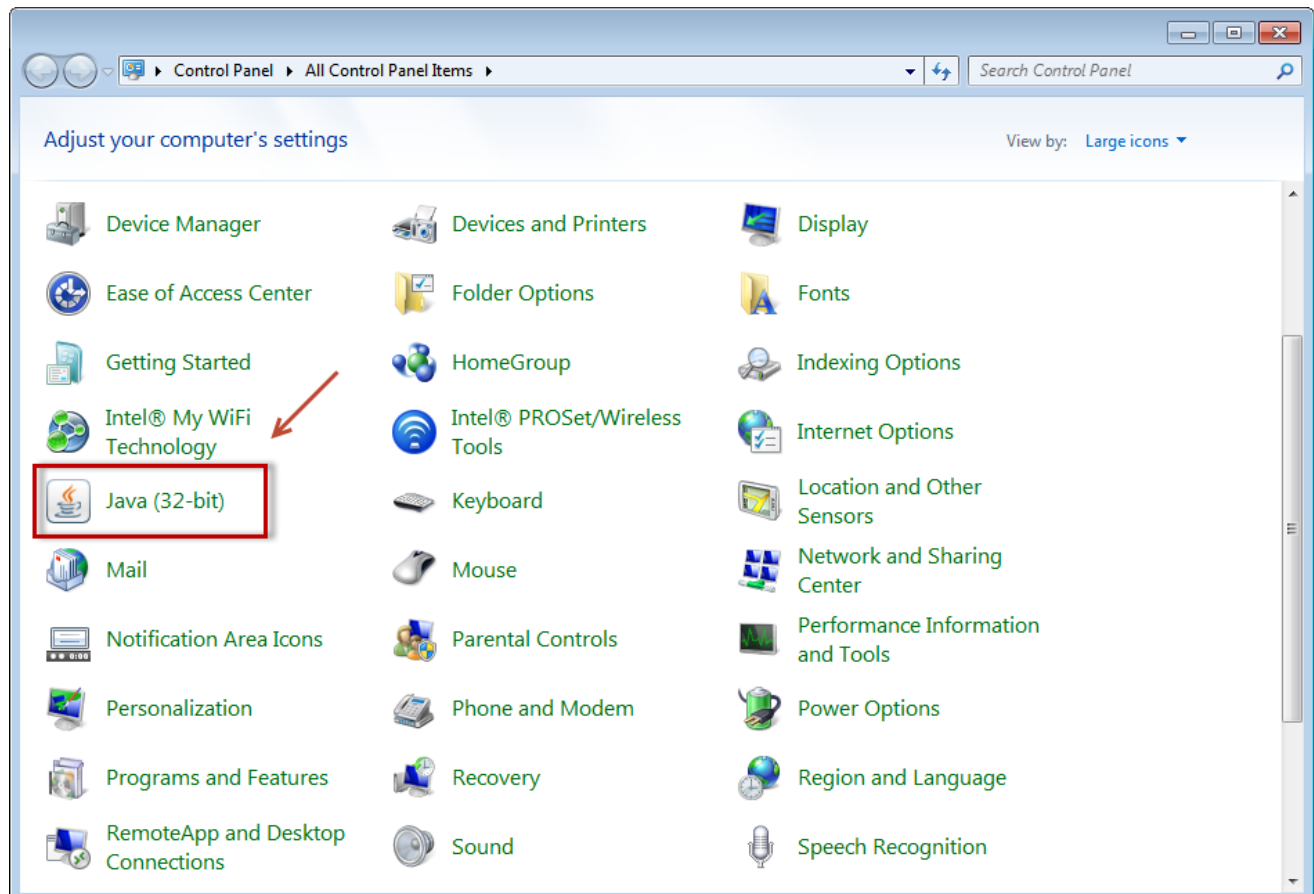 Control Panel
All Control Panel Items
Search Control Panel
Adjust your computer's settings
View by: Large icons
Device Manager
Devices and Printers
Display
Ease of Access Center
Folder Options
Fonts
Getting Started
HomeGroup
Indexing Options
Intel® My WiFi
Technology
Intel® PROSet/Wireless
Tools
Internet Options
Java (32-bit)
Keyboard
Location and Other
Sensors
Mail
Mouse
Network and Sharing
Center
Notification Area Icons
Parental Controls
Performance Information
and Tools
Personalization
Phone and Modem
Power Options
Programs and Features
Recovery
Region and Language
RemoteApp and Desktop
Connections
Sound
Speech Recognition